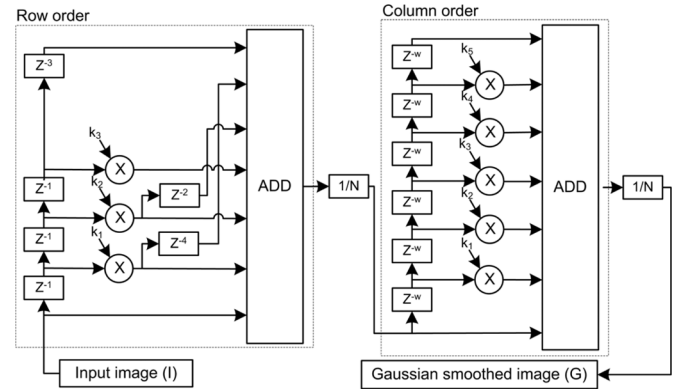 Row order
Z-3
k3
X
ADD
Z-1
k2
X
Z-2
Z-1
k1
X
Z-4
Z-1
1/N
Input image (I)
Column order
Z-w
k5
X
Z-w
k4
X
Z-w
k3
X
ADD
1/N
Z-w
k2
X
Z-w
k1
X
Z-w
Gaussian smoothed image (G)